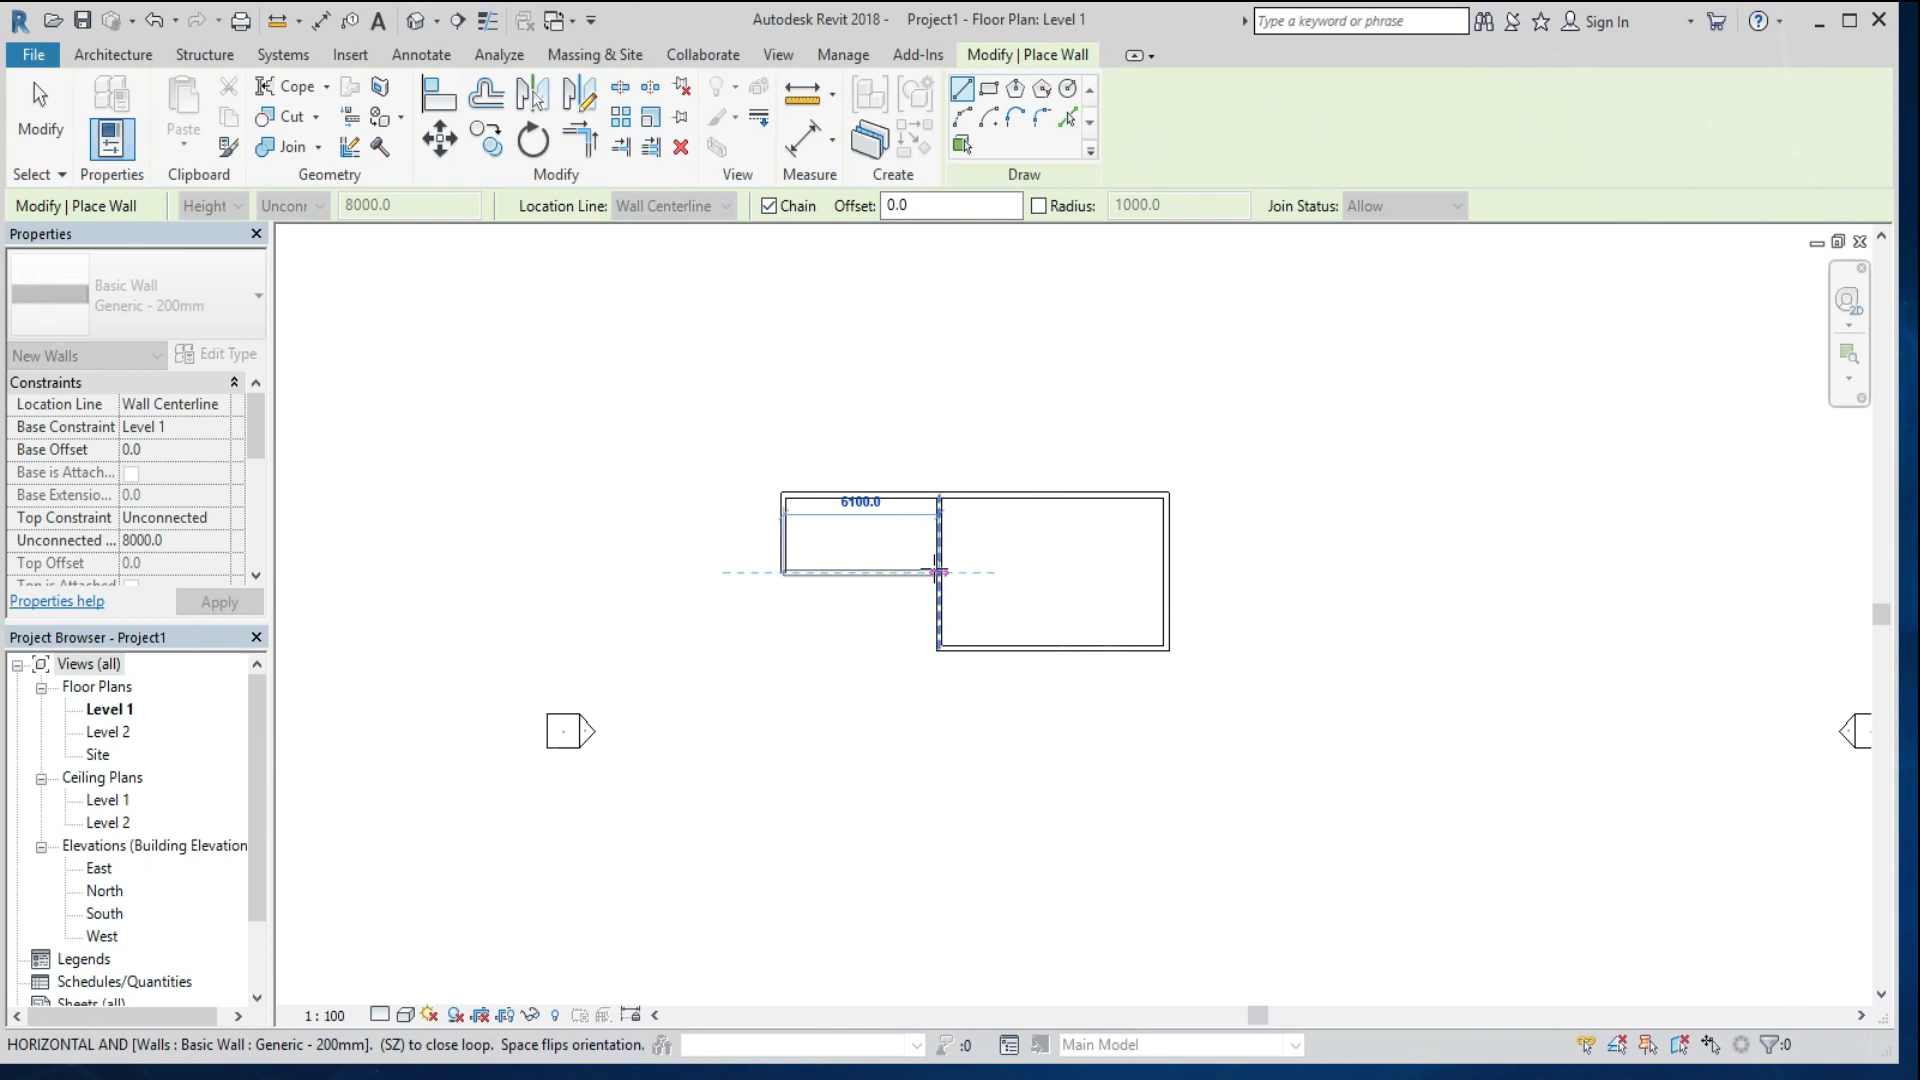 Autodesk Revit 2018 - Project1 - Floor Plan: Level 1
Type a keyword or phrase
Sign In
File Architecture Structure Systems Insert Annotate Analyze Massing & Site Collaborate View Manage Add-Ins Modify | Place Wall
Modify
Paste
Cope
Cut
Join
Select Properties Clipboard Geometry Modify View Measure Create Draw
Modify | Place Wall Height Unconr 8000.0 Location Line: Wall Centerline Chain Offset: 0.0 Radius: 1000.0 Join Status: Allow
Properties
Basic Wall
Generic - 200mm
New Walls Edit Type
Constraints
Location Line Wall Centerline
Base Constraint Level 1
Base Offset 0.0
Base is Attach...
Base Extensio... 0.0
Top Constraint Unconnected
Unconnected ... 8000.0
Top Offset 0.0
Top is Attached
Properties help Apply
Project Browser - Project1
Views (all)
Floor Plans
Level 1
Level 2
Site
Ceiling Plans
Level 1
Level 2
Elevations (Building Elevation
East
North
South
West
Legends
Schedules/Quantities
Sheets (all)
6100.0
2D
1 : 100
HORIZONTAL AND [Walls : Basic Wall : Generic - 200mm]. (SZ) to close loop. Space flips orientation. :0 Main Model :0